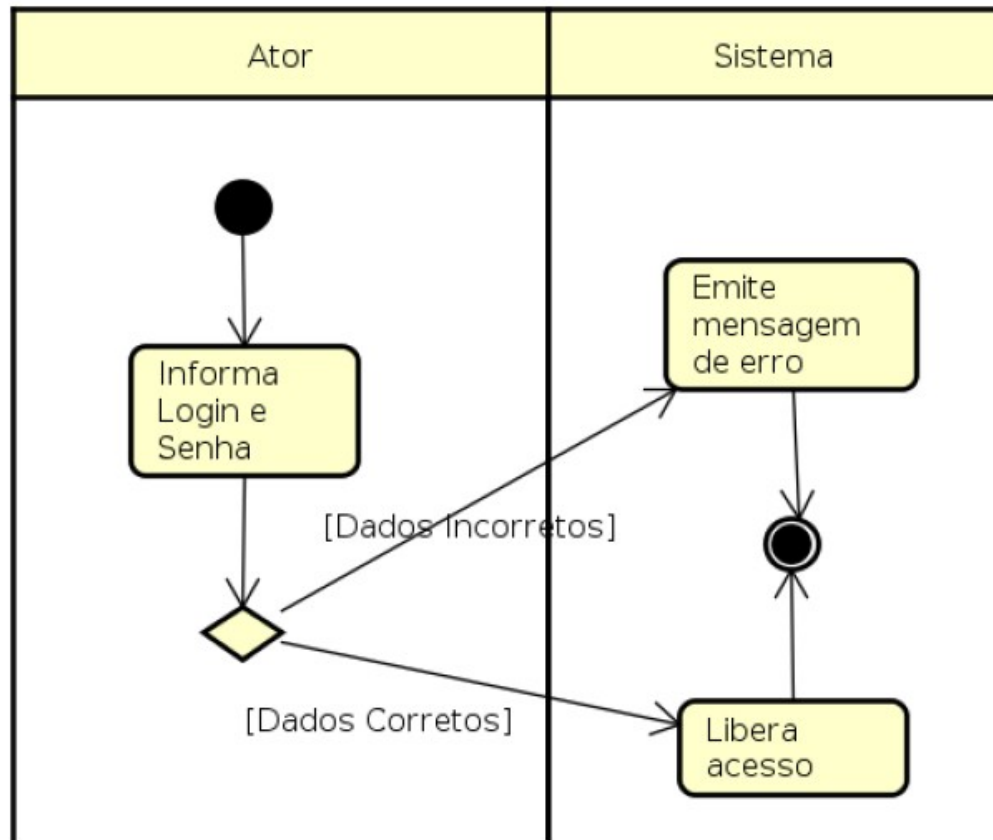 Ator
Sistema
Informa
Login e
Senha
Emite
mensagem
de erro
[Dados Incorretos]
[Dados Corretos]
Libera
acesso